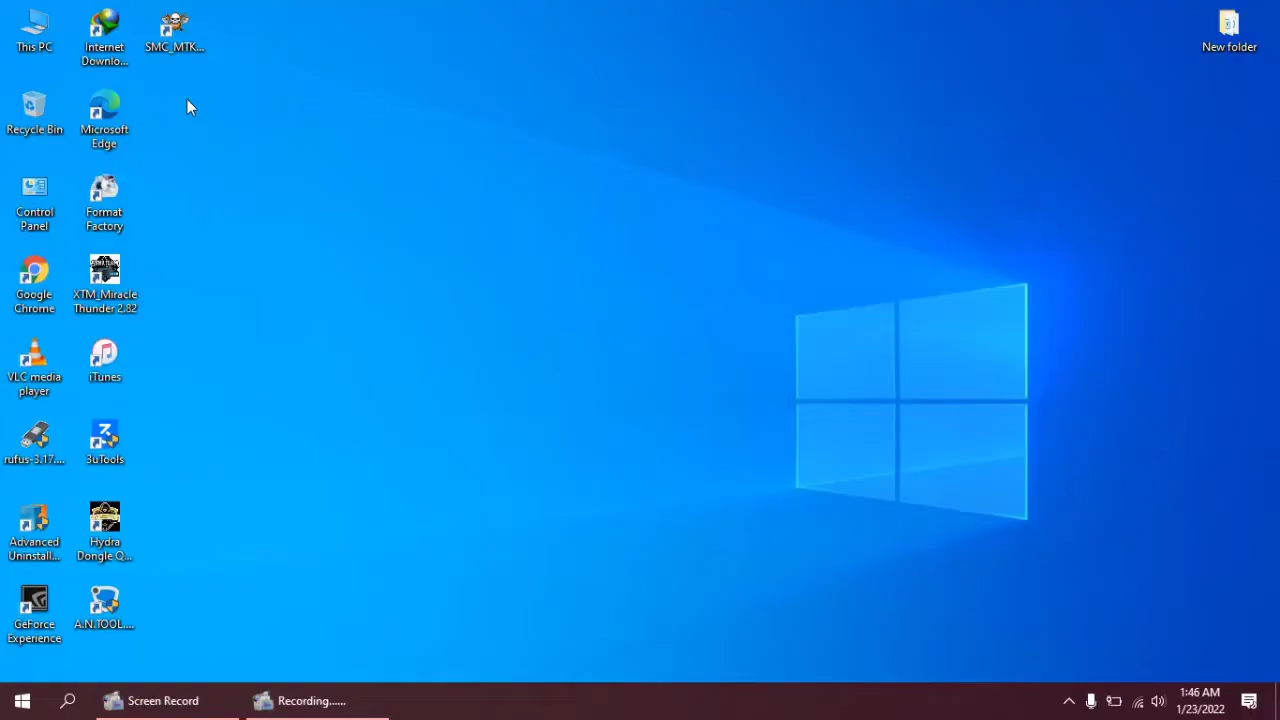 This PC
Internet
Downlo...
SMC_MTK...
New folder
Recycle Bin
Microsoft
Edge
Control
Panel
Format
Factory
Google
Chrome
XTM_Miracle
Thunder 2.82
VLC media
player
iTunes
rufus-3.17....
3uTools
Advanced
Uninstall...
Hydra
Dongle Q...
GeForce
Experience
A.N.TOOL....
Screen Record
Recording......
1:46 AM
1/23/2022